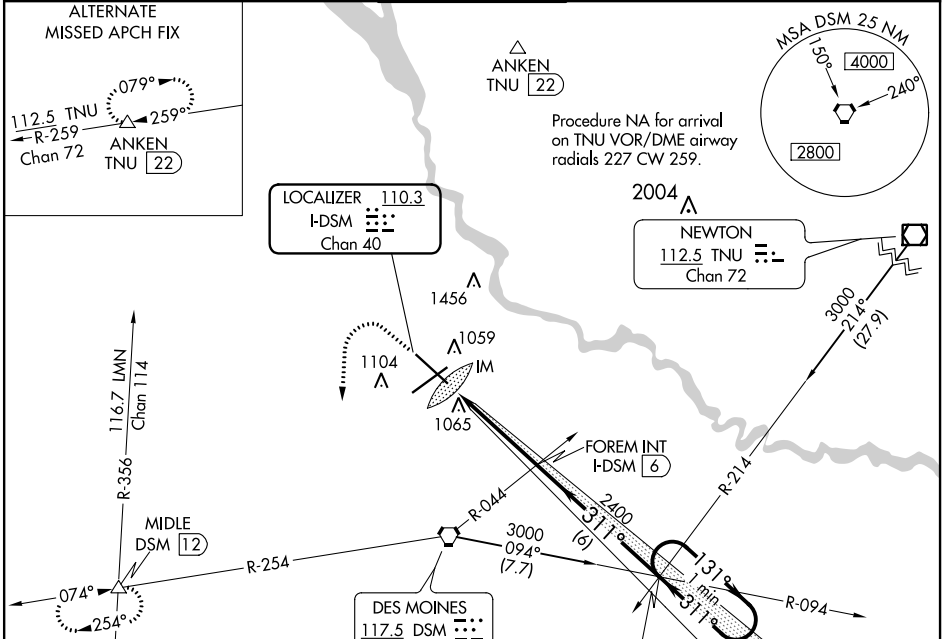 ALTERNATE
MISSED APCH FIX
079°
259°
112.5 TNU
R-259
Chan 72
ANKEN
TNU 22
ANKEN
TNU 22
MSA DSM 25 NM
150°
4000
240°
2800
Procedure NA for arrival
on TNU VOR/DME airway
radials 227 CW 259.
2004
LOCALIZER 110.3
I-DSM
Chan 40
NEWTON
112.5 TNU
Chan 72
1456
1059
1104
IM
1065
3000
214°
(27.9)
R-214
116.7 LMN
Chan 114
R-356
FOREM INT
I-DSM 6
R-044
2400
311°
(6)
MIDLE
DSM 12
R-254
3000
094°
(7.7)
131°
1 min
311°
R-094
074°
254°
DES MOINES
117.5 DSM